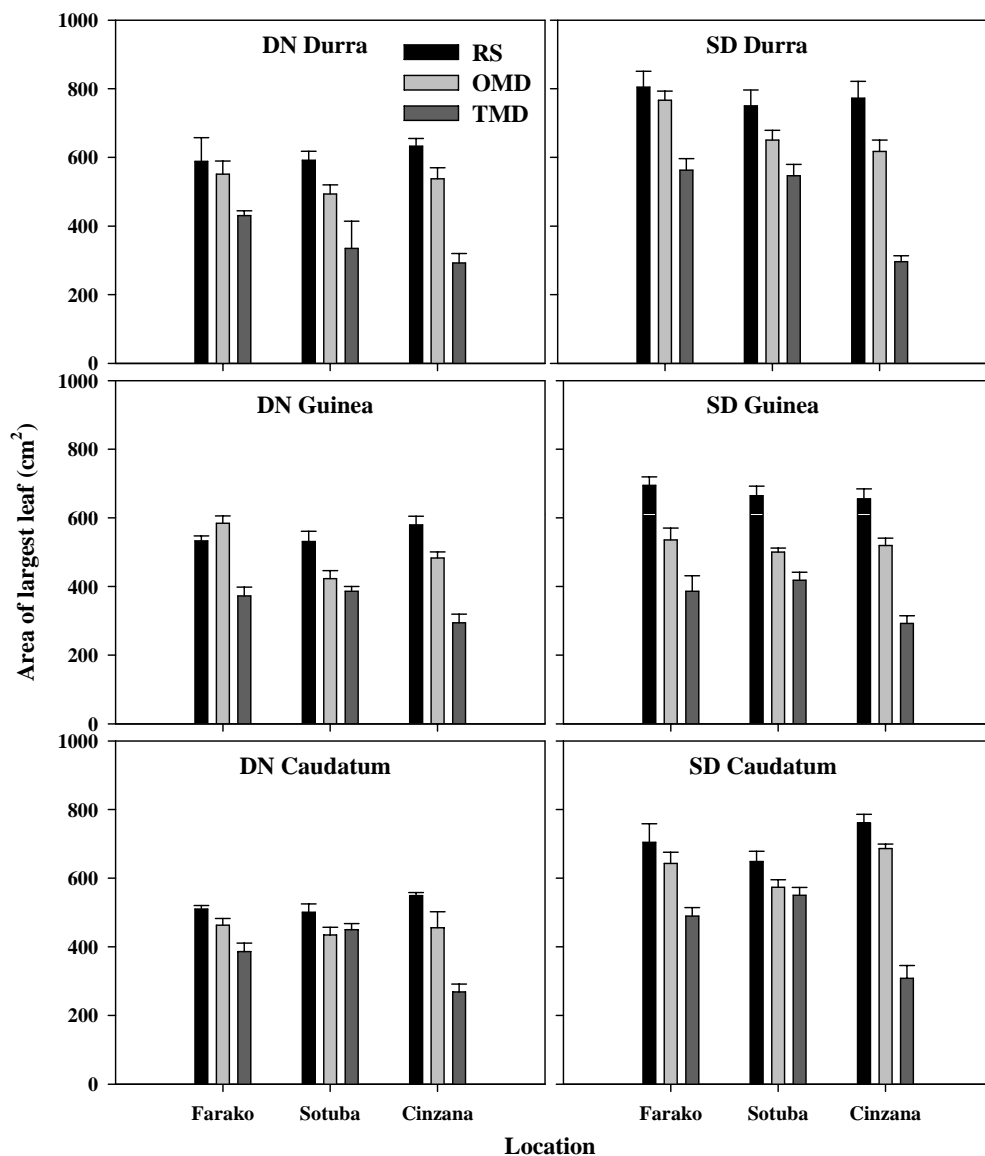 1000
800
600
400
200
0
DN Durra
RS
OMD
TMD
SD Durra
1000
800
600
400
200
0
DN Guinea
SD Guinea
Area of largest leaf (cm²)
1000
800
600
400
200
0
DN Caudatum
SD Caudatum
Farako Sotuba Cinzana
Farako Sotuba Cinzana
Location